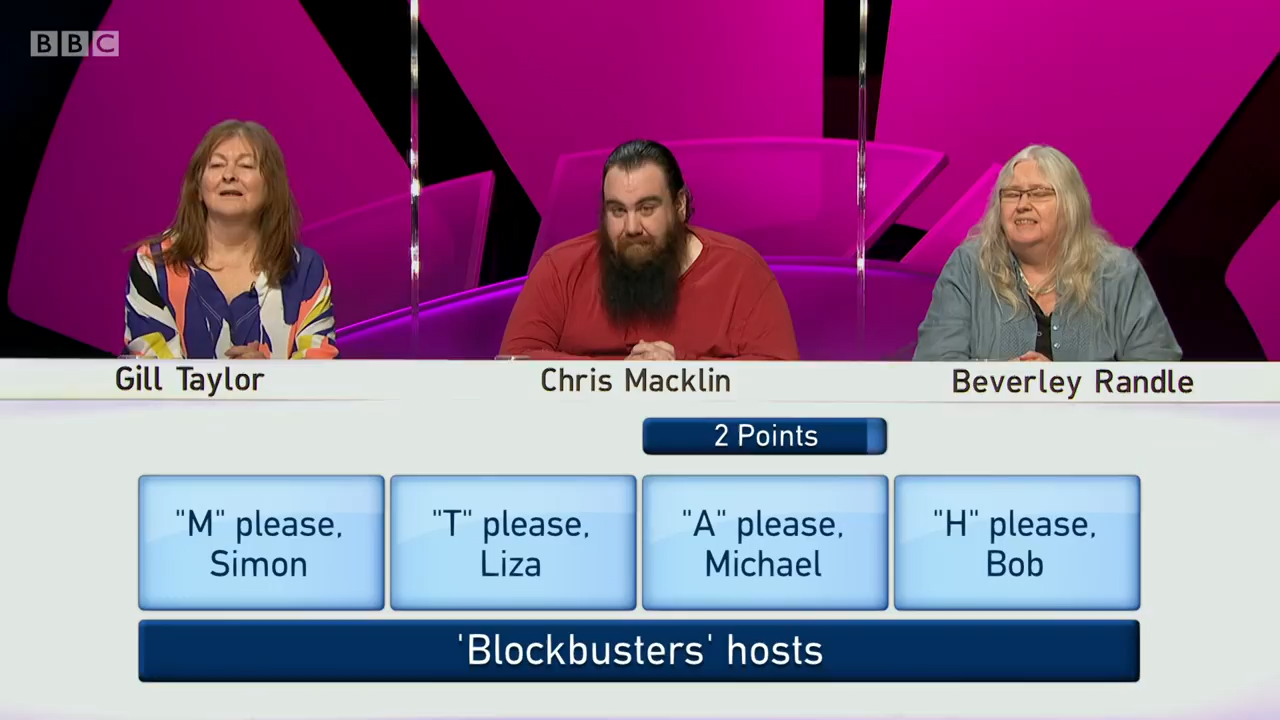 BBC
Gill Taylor
Chris Macklin
Beverley Randle
2 Points
"M" please,
Simon
"T" please,
Liza
"A" please,
Michael
"H" please,
Bob
'Blockbusters' hosts